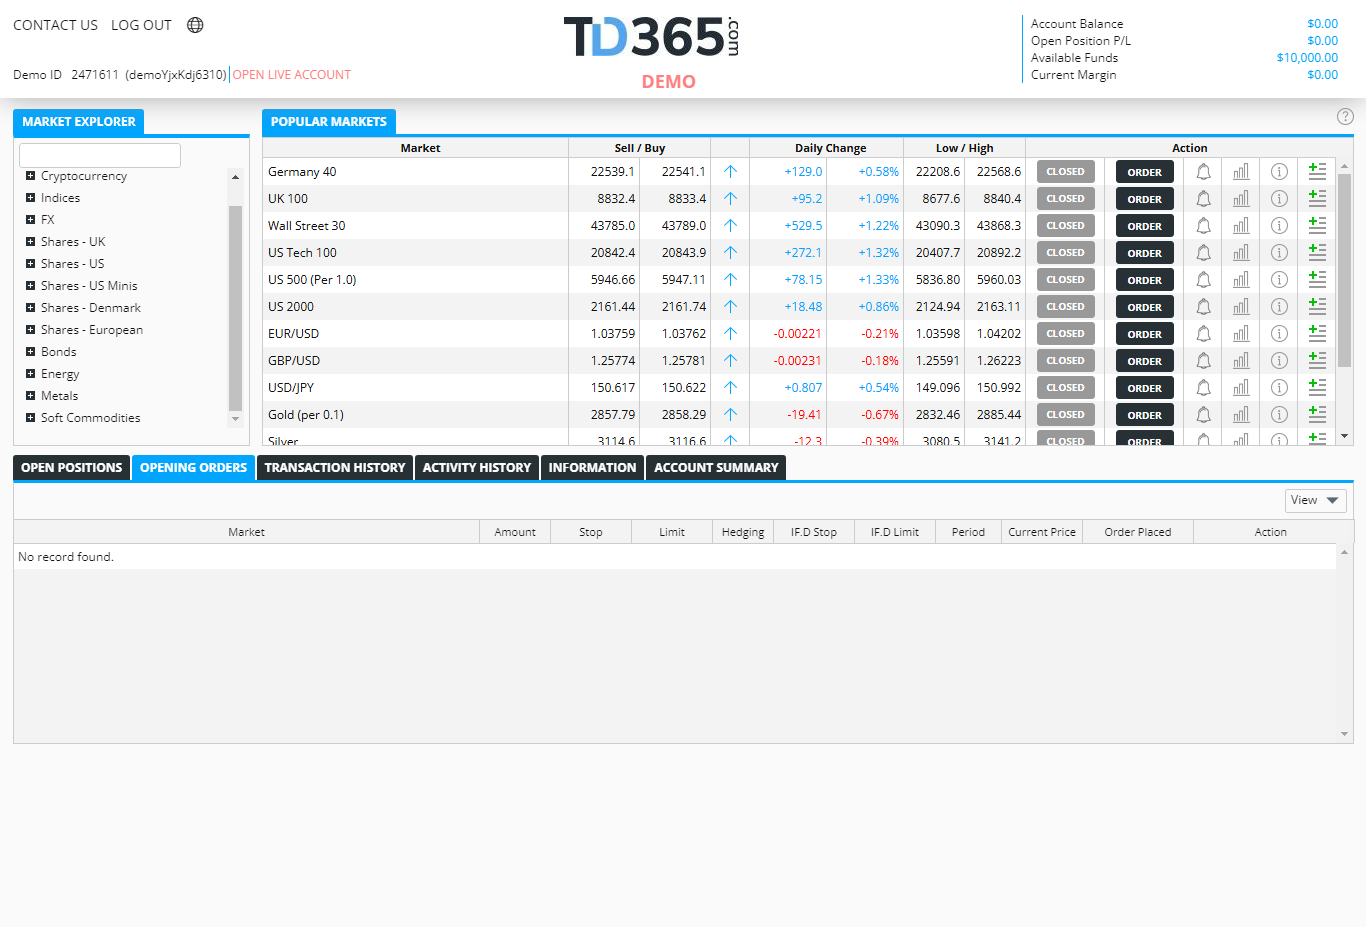 CONTACT US LOG OUT
TD365.com
DEMO
Demo ID 2471611 (demoYjxKdj6310) OPEN LIVE ACCOUNT
Account Balance $0.00
Open Position P/L $0.00
Available Funds $10,000.00
Current Margin $0.00
MARKET EXPLORER
Cryptocurrency
Indices
FX
Shares - UK
Shares - US
Shares - US Minis
Shares - Denmark
Shares - European
Bonds
Energy
Metals
Soft Commodities
POPULAR MARKETS
?
Market Sell / Buy Daily Change Low / High Action
Germany 40 22539.1 22541.1 +129.0 +0.58% 22208.6 22568.6 CLOSED ORDER
UK 100 8832.4 8833.4 +95.2 +1.09% 8677.6 8840.4 CLOSED ORDER
Wall Street 30 43785.0 43789.0 +529.5 +1.22% 43090.3 43868.3 CLOSED ORDER
US Tech 100 20842.4 20843.9 +272.1 +1.32% 20407.7 20892.2 CLOSED ORDER
US 500 (Per 1.0) 5946.66 5947.11 +78.15 +1.33% 5836.80 5960.03 CLOSED ORDER
US 2000 2161.44 2161.74 +18.48 +0.86% 2124.94 2163.11 CLOSED ORDER
EUR/USD 1.03759 1.03762 -0.00221 -0.21% 1.03598 1.04202 CLOSED ORDER
GBP/USD 1.25774 1.25781 -0.00231 -0.18% 1.25591 1.26223 CLOSED ORDER
USD/JPY 150.617 150.622 +0.807 +0.54% 149.096 150.992 CLOSED ORDER
Gold (per 0.1) 2857.79 2858.29 -19.41 -0.67% 2832.46 2885.44 CLOSED ORDER
Silver 3114.6 3116.6 -12.3 -0.39% 3080.5 3141.2 CLOSED ORDER
OPEN POSITIONS OPENING ORDERS TRANSACTION HISTORY ACTIVITY HISTORY INFORMATION ACCOUNT SUMMARY
View
Market Amount Stop Limit Hedging IF.D Stop IF.D Limit Period Current Price Order Placed Action
No record found.